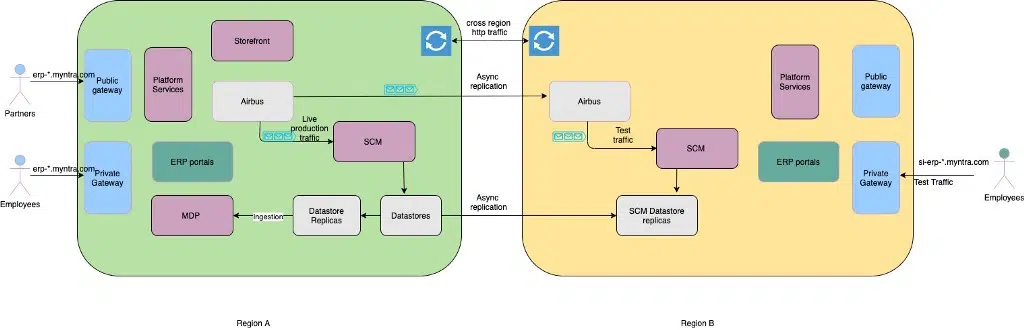 cross region
http traffic
Storefront
erp-*.myntra.com
Public
gateway
Platform
Services
Partners
Airbus
Async
replication
Live
production
traffic
SCM
ERP portals
erp-*.myntra.com
Private
Gateway
Employees
MDP
Ingestion
Datastore
Replicas
Datastores
Async
replication
Airbus
Test
traffic
SCM
Platform
Services
Public
gateway
ERP portals
Private
Gateway
si-erp-*.myntra.com
Test Traffic
Employees
SCM Datastore
replicas
Region A
Region B